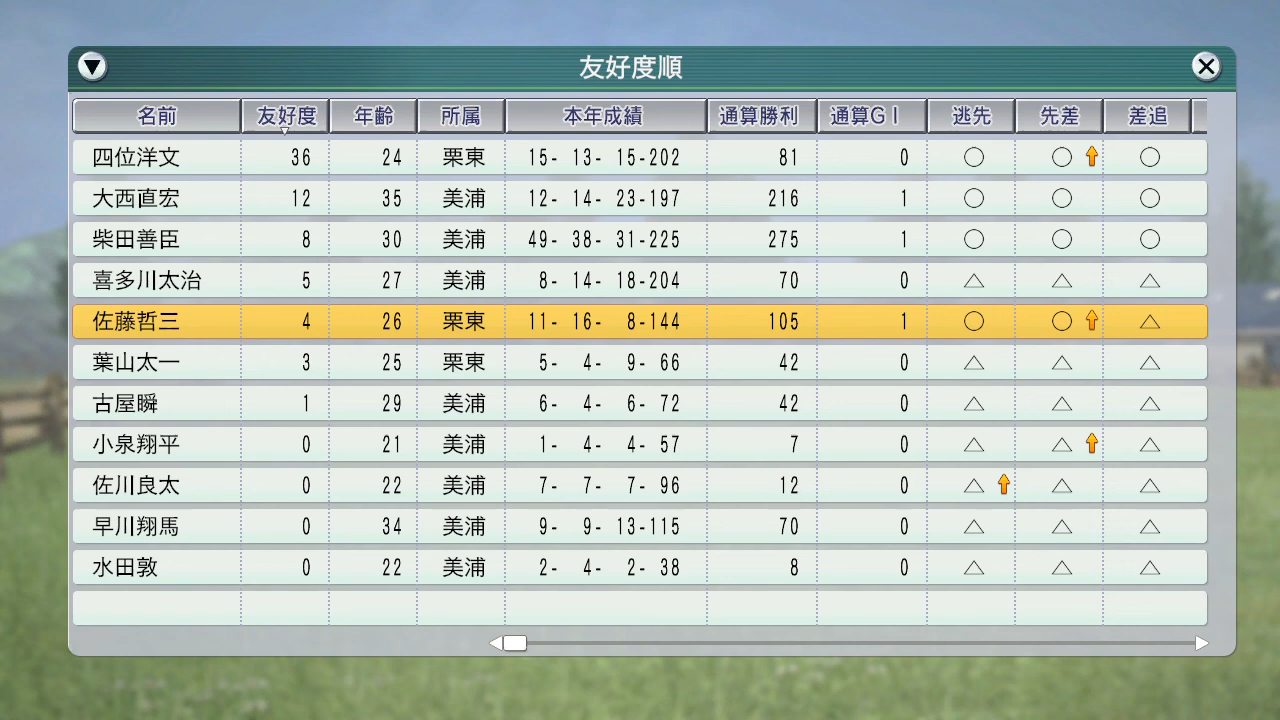 友好度順
名前 友好度 年齢 所属 本年成績 通算勝利 通算GⅠ 逃先 先差 差追
四位洋文 36 24 栗東 15- 13- 15-202 81 0 ○ ○ ○
大西直宏 12 35 美浦 12- 14- 23-197 216 1 ○ ○ ○
柴田善臣 8 30 美浦 49- 38- 31-225 275 1 ○ ○ ○
喜多川太治 5 27 美浦 8- 14- 18-204 70 0 △ △ △
佐藤哲三 4 26 栗東 11- 16- 8-144 105 1 ○ ○ △
葉山太一 3 25 栗東 5- 4- 9- 66 42 0 △ △ △
古屋瞬 1 29 美浦 6- 4- 6- 72 42 0 △ △ △
小泉翔平 0 21 美浦 1- 4- 4- 57 7 0 △ △ △
佐川良太 0 22 美浦 7- 7- 7- 96 12 0 △ △ △
早川翔馬 0 34 美浦 9- 9- 13-115 70 0 △ △ △
水田敦 0 22 美浦 2- 4- 2- 38 8 0 △ △ △